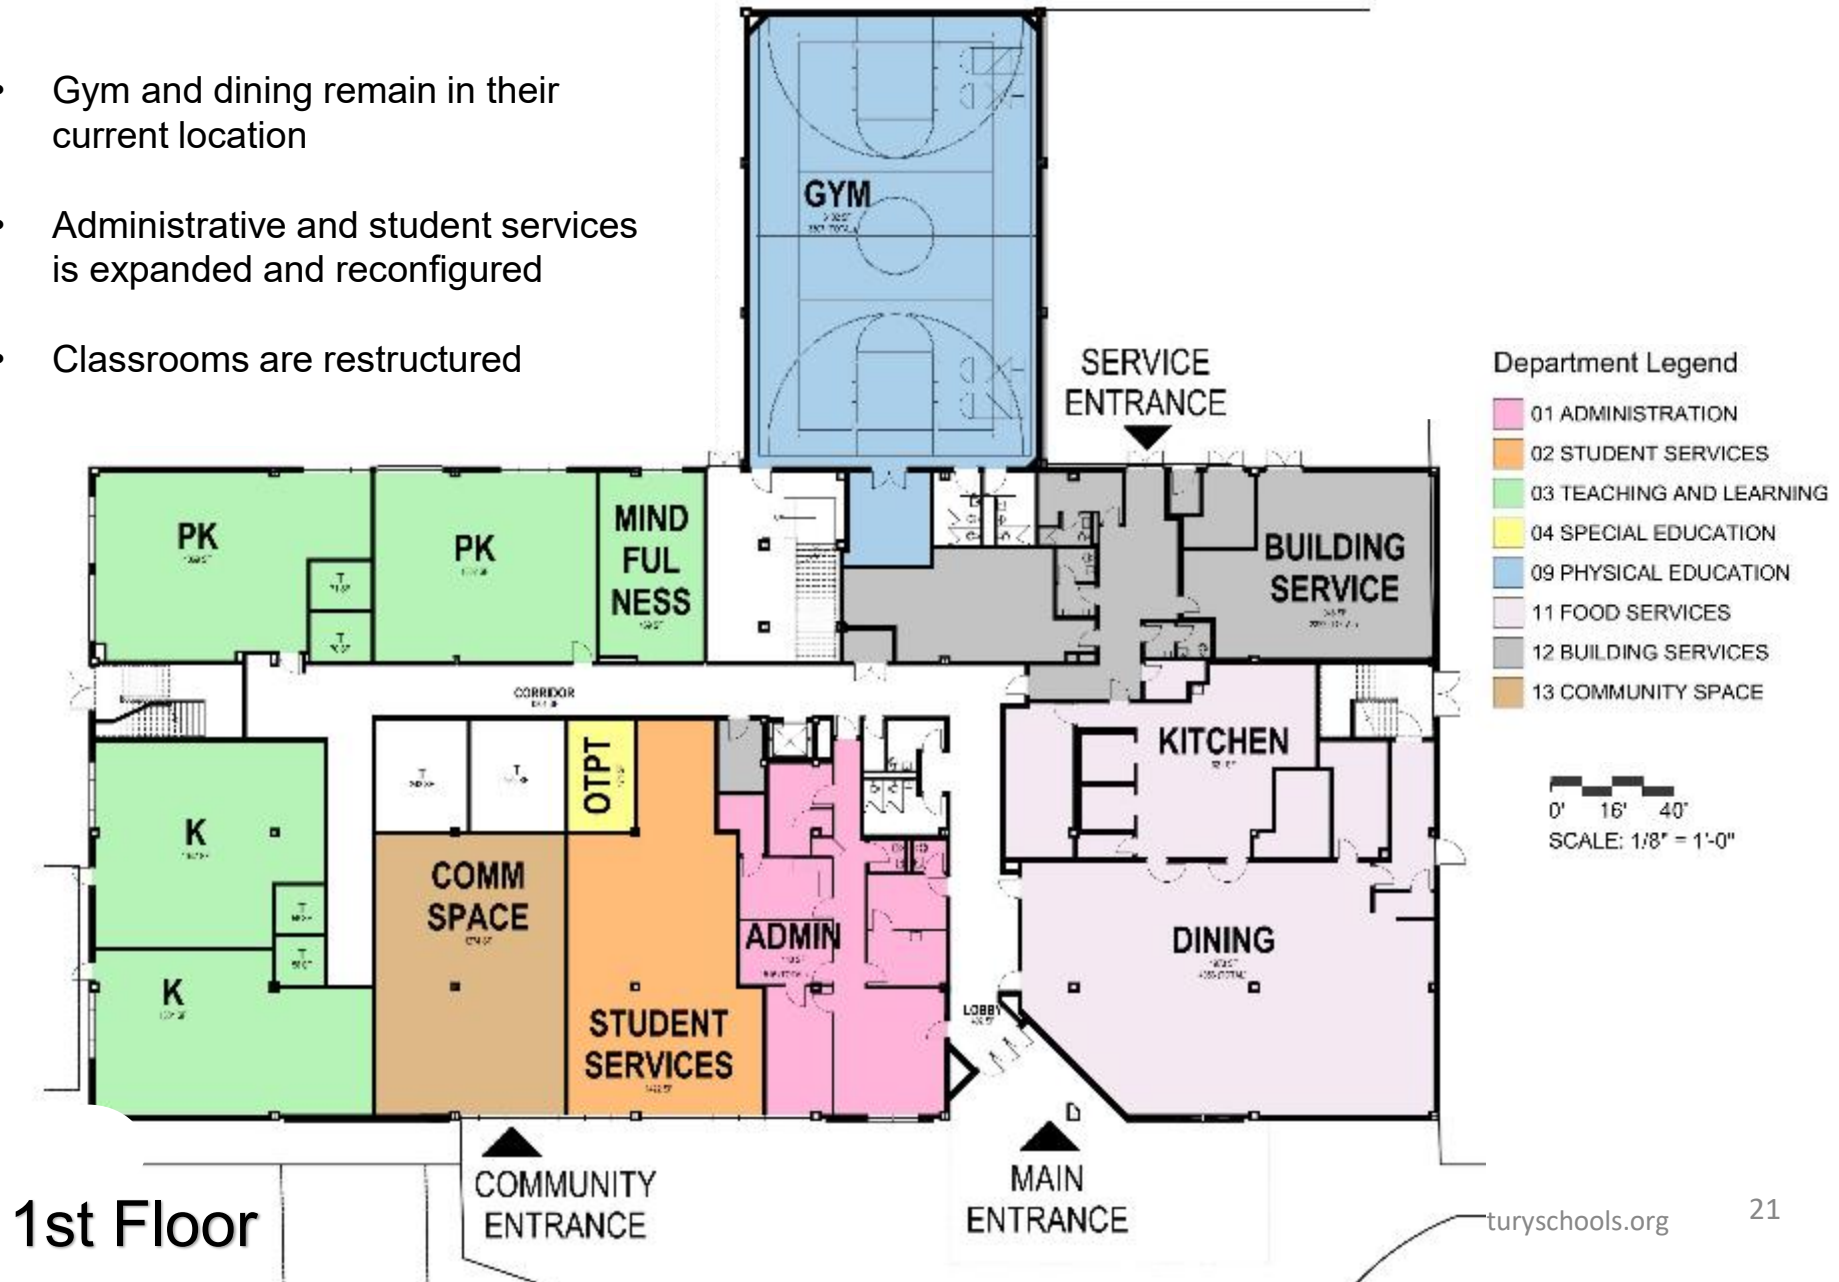 • Gym and dining remain in their
current location
• Administrative and student services
is expanded and reconfigured
• Classrooms are restructured
GYM
SERVICE
ENTRANCE
Department Legend
01 ADMINISTRATION
02 STUDENT SERVICES
03 TEACHING AND LEARNING
04 SPECIAL EDUCATION
09 PHYSICAL EDUCATION
11 FOOD SERVICES
12 BUILDING SERVICES
13 COMMUNITY SPACE
0' 16' 40'
SCALE: 1/8" = 1'-0"
PK
T
T
PK
MIND
FUL
NESS
BUILDING
SERVICE
CORRIDOR
T
T
OTPT
KITCHEN
K
T
T
K
COMM
SPACE
STUDENT
SERVICES
ADMIN
LOBBY
DINING
COMMUNITY
ENTRANCE
MAIN
ENTRANCE
1st Floor
turyschools.org
21